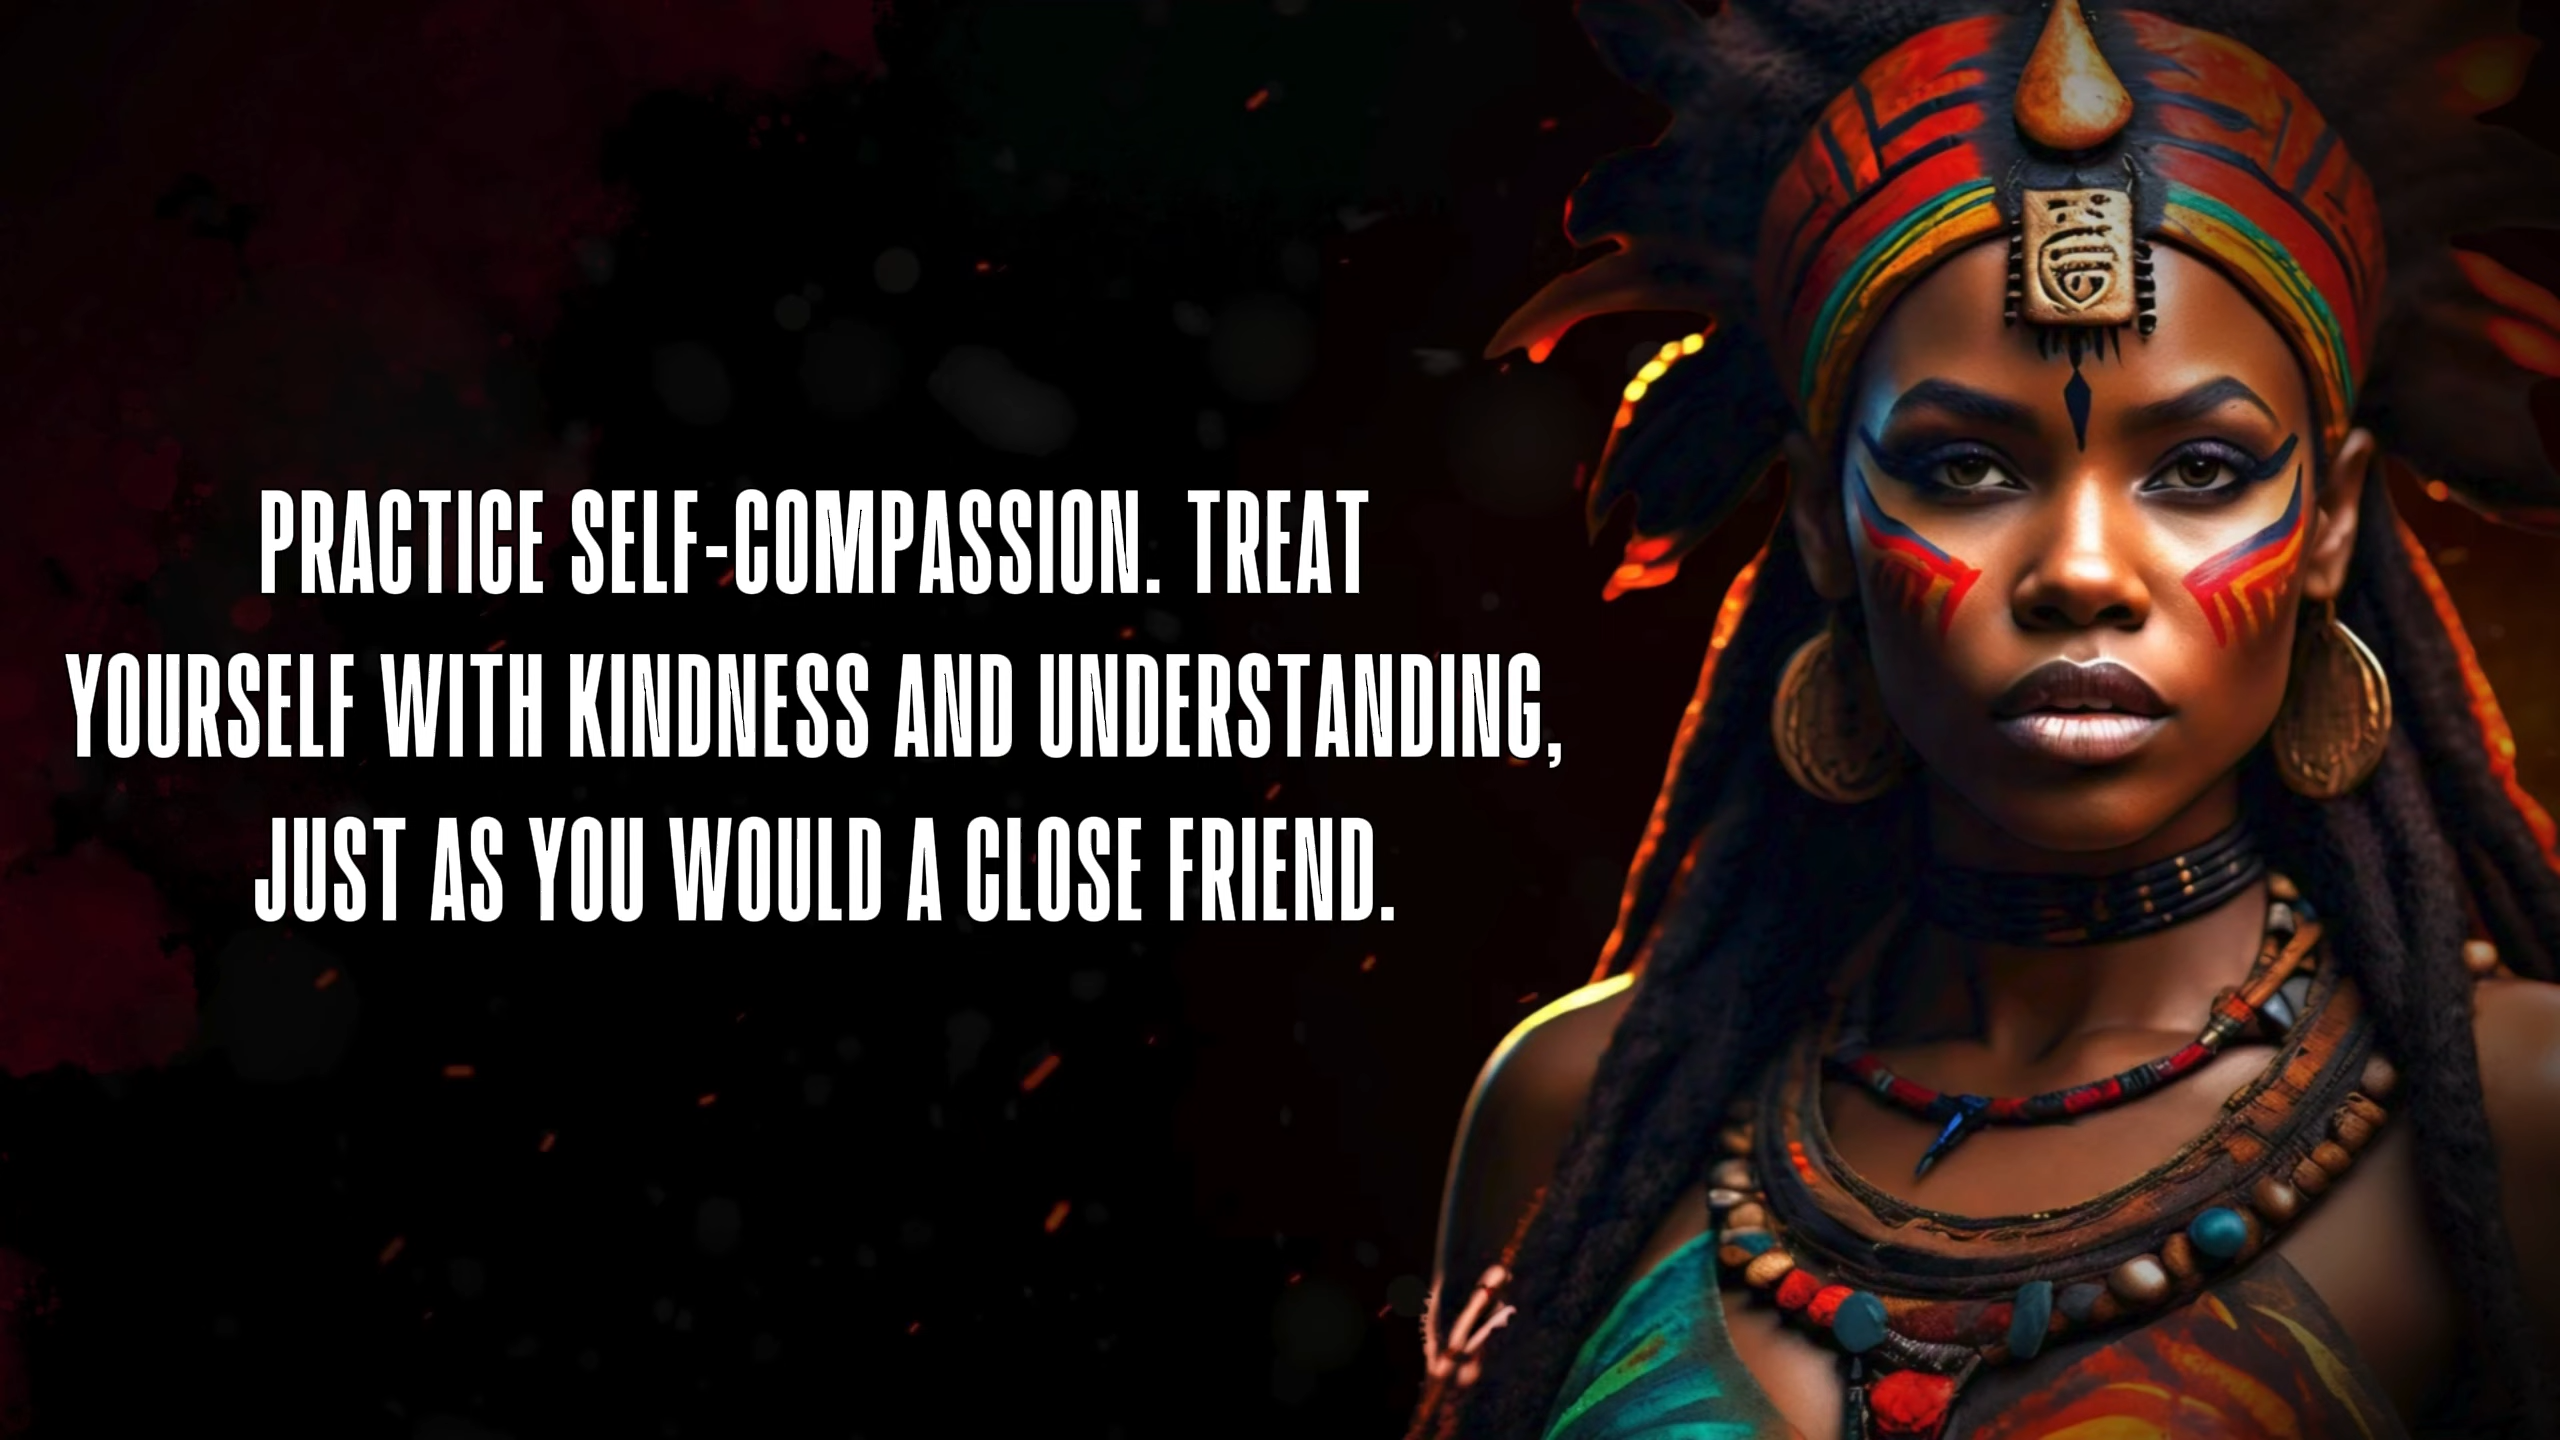 PRACTICE SELF-COMPASSION. TREAT
YOURSELF WITH KINDNESS AND UNDERSTANDING,
JUST AS YOU WOULD A CLOSE FRIEND.